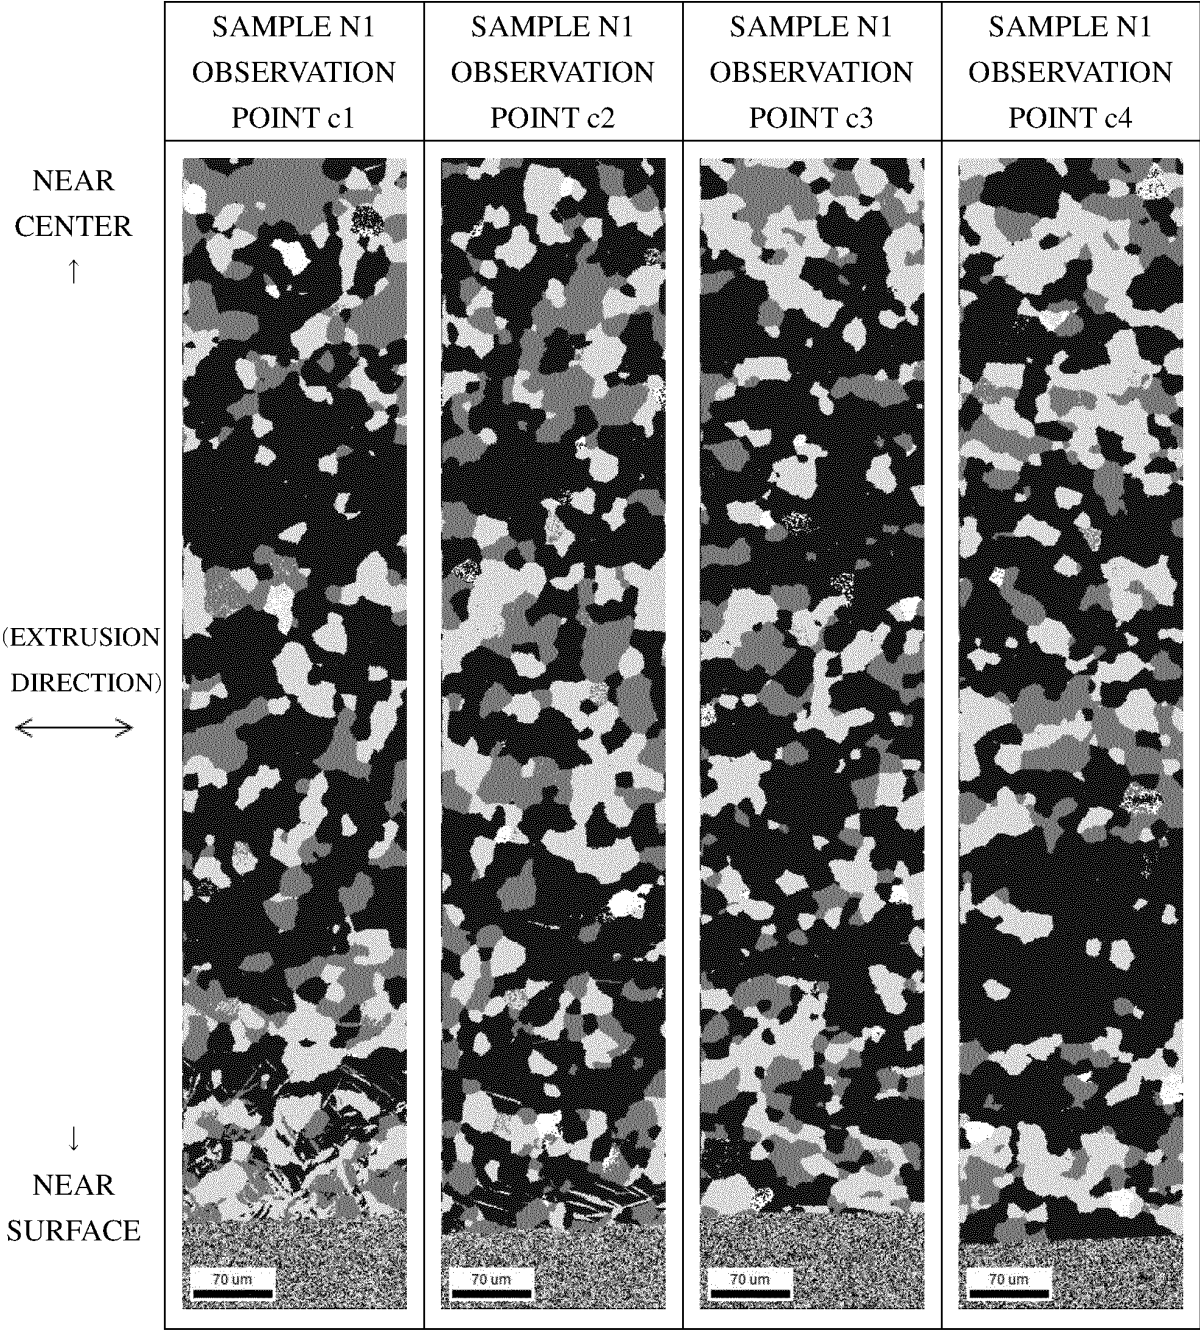 SAMPLE N1
OBSERVATION
POINT c1
SAMPLE N1
OBSERVATION
POINT c2
SAMPLE N1
OBSERVATION
POINT c3
SAMPLE N1
OBSERVATION
POINT c4
NEAR
CENTER
↑
(EXTRUSION
DIRECTION)
↔
↓
NEAR
SURFACE
70 um
70 um
70 um
70 um